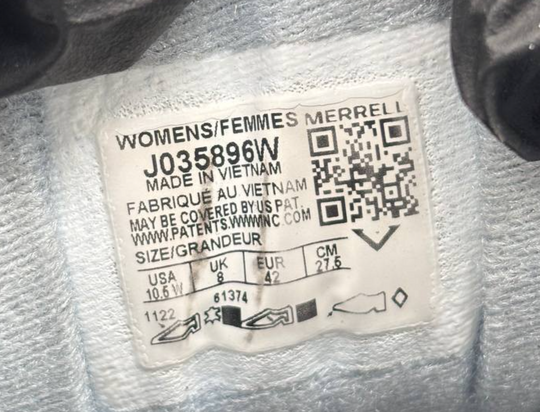 WOMENS/FEMMES MERRELL
J035896W
MADE IN VIETNAM
FABRIQUÉ AU VIETNAM
MAY BE COVERED BY US PAT.
WWW.PATENTS.WWWINC.COM
SIZE/GRANDEUR
USA UK EUR CM
10.5 W 8 42 27.5
61374
1122